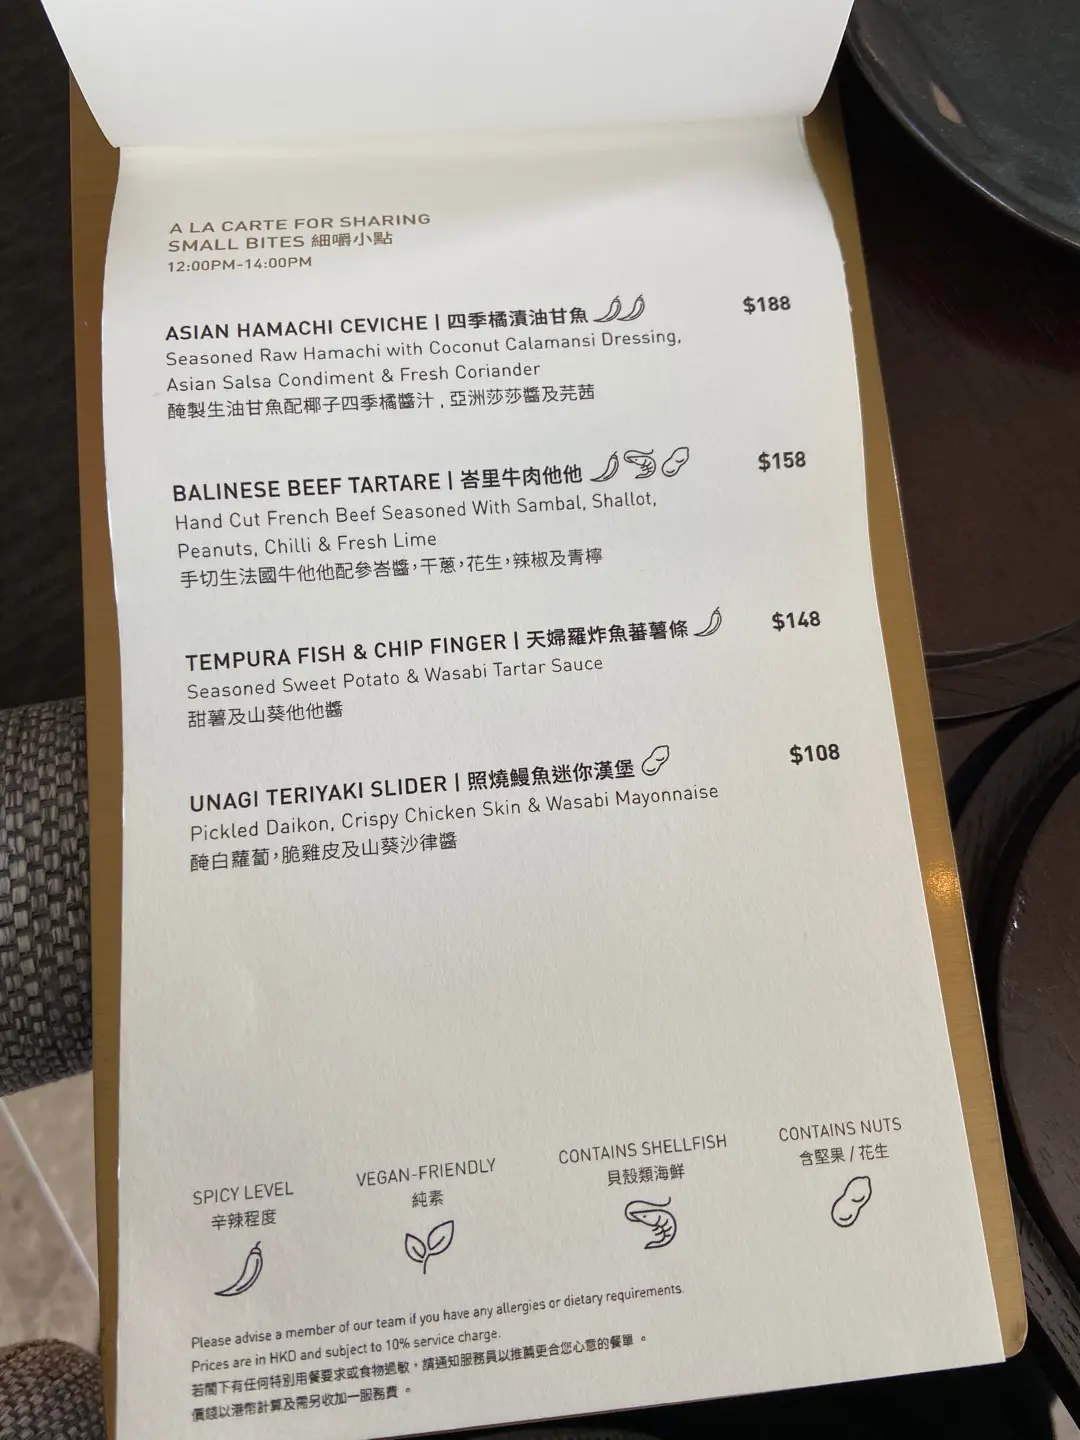 A LA CARTE FOR SHARING
SMALL BITES 細嚼小點
12:00PM-14:00PM
ASIAN HAMACHI CEVICHE | 四季橘漬油甘魚 $188
Seasoned Raw Hamachi with Coconut Calamansi Dressing,
Asian Salsa Condiment & Fresh Coriander
醃製生油甘魚配椰子四季橘醬汁，亞洲莎莎醬及芫茜
BALINESE BEEF TARTARE | 峇里牛肉他他 $158
Hand Cut French Beef Seasoned With Sambal, Shallot,
Peanuts, Chilli & Fresh Lime
手切生法國牛他他配參峇醬，干蔥，花生，辣椒及青檸
TEMPURA FISH & CHIP FINGER | 天婦羅炸魚蕃薯條 $148
Seasoned Sweet Potato & Wasabi Tartar Sauce
甜薯及山葵他他醬
UNAGI TERIYAKI SLIDER | 照燒鰻魚迷你漢堡 $108
Pickled Daikon, Crispy Chicken Skin & Wasabi Mayonnaise
醃白蘿蔔，脆雞皮及山葵沙律醬
SPICY LEVEL
辛辣程度
VEGAN-FRIENDLY
純素
CONTAINS SHELLFISH
貝殼類海鮮
CONTAINS NUTS
含堅果 / 花生
Please advise a member of our team if you have any allergies or dietary requirements.
Prices are in HKD and subject to 10% service charge.
若閣下有任何特別用餐要求或食物過敏，請通知服務員以推薦更合您心意的餐單。
價錢以港幣計算及需另收加一服務費。